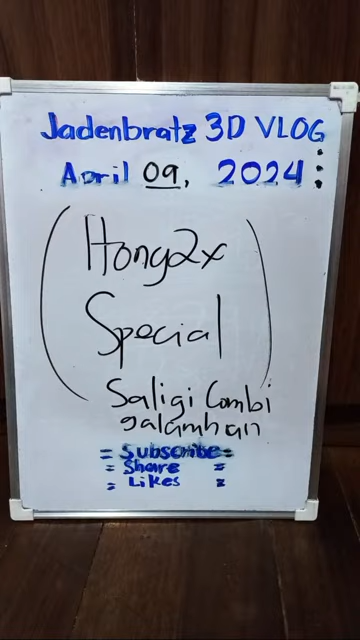 Jadenbratz 3D VLOG
April 09, 2024:
(Hong2x
Special)
Saligi Combi
galamhan
= Subscribe =
= Share =
= Likes =